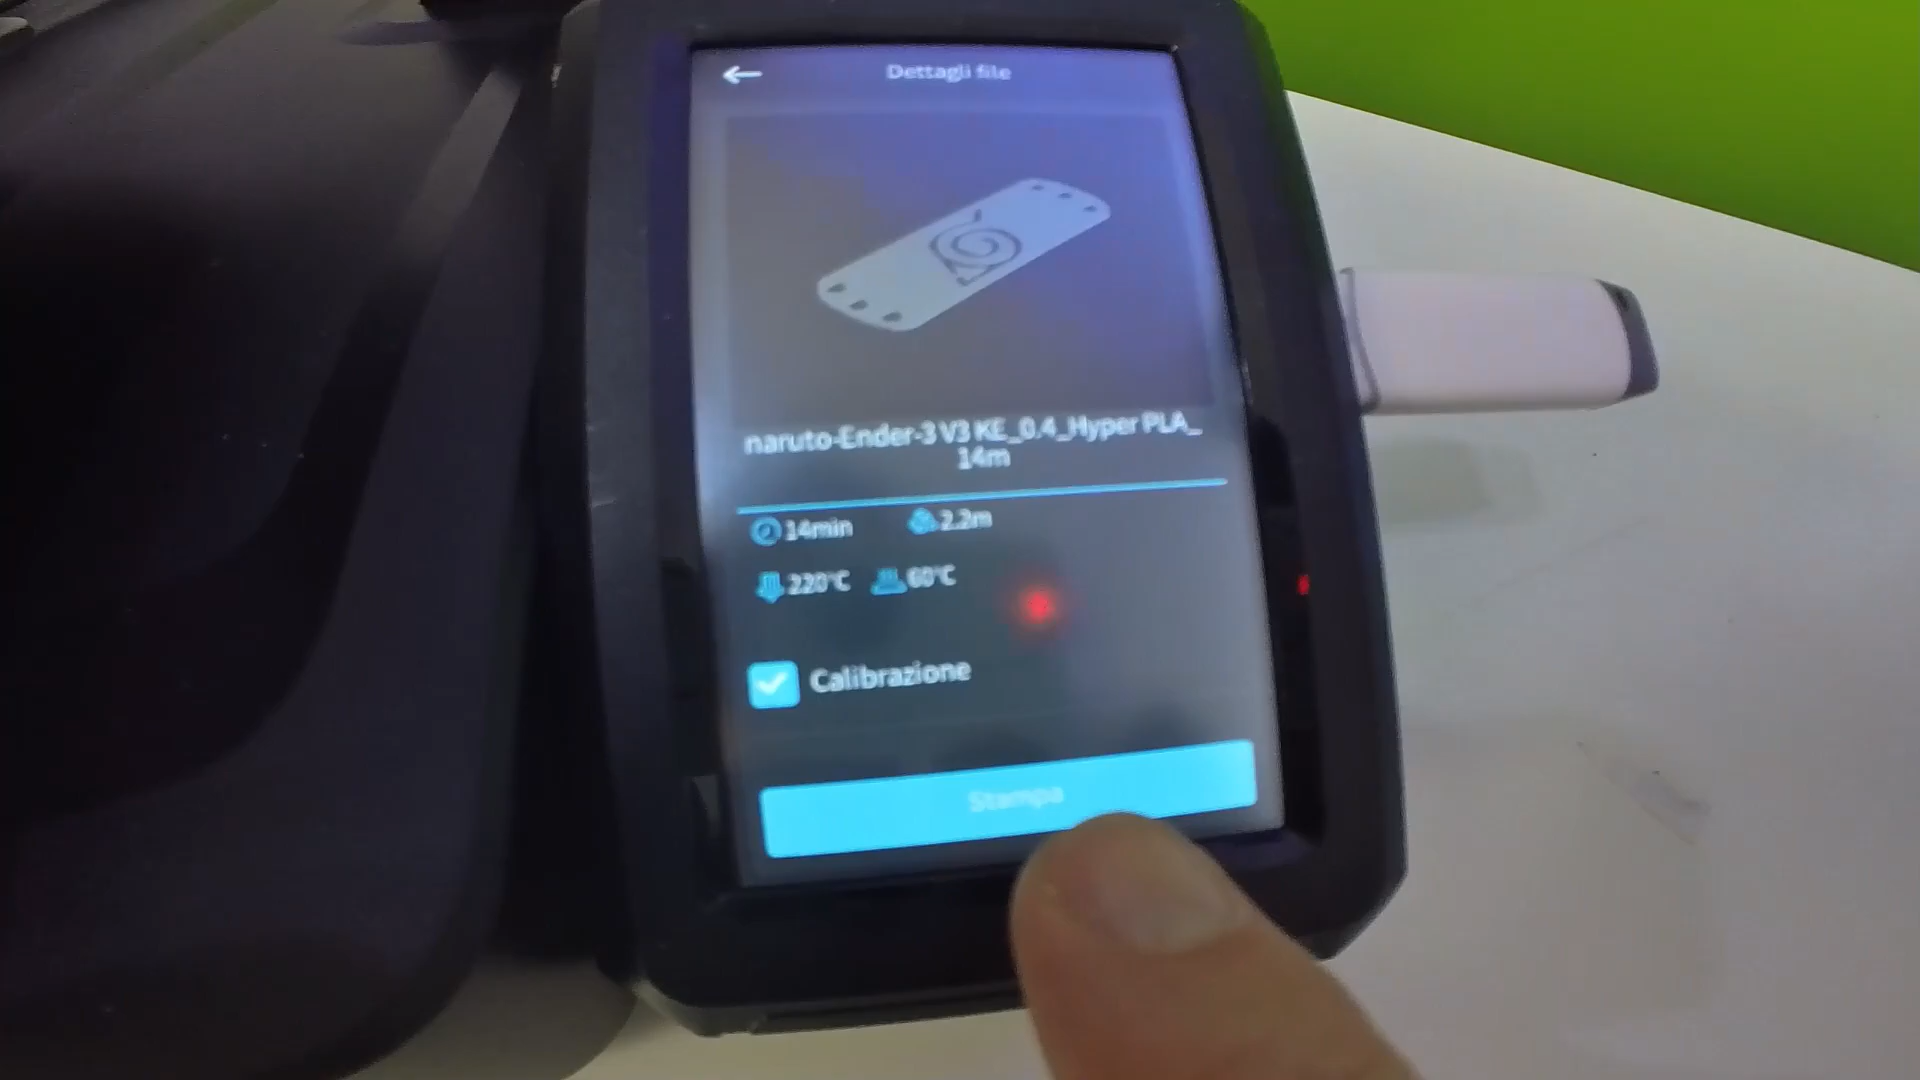 Dettagli file
naruto-Ender-3 V3 KE_0.4_Hyper PLA_
14m
14min 2.2m
220°C 60°C
Calibrazione
Stampa